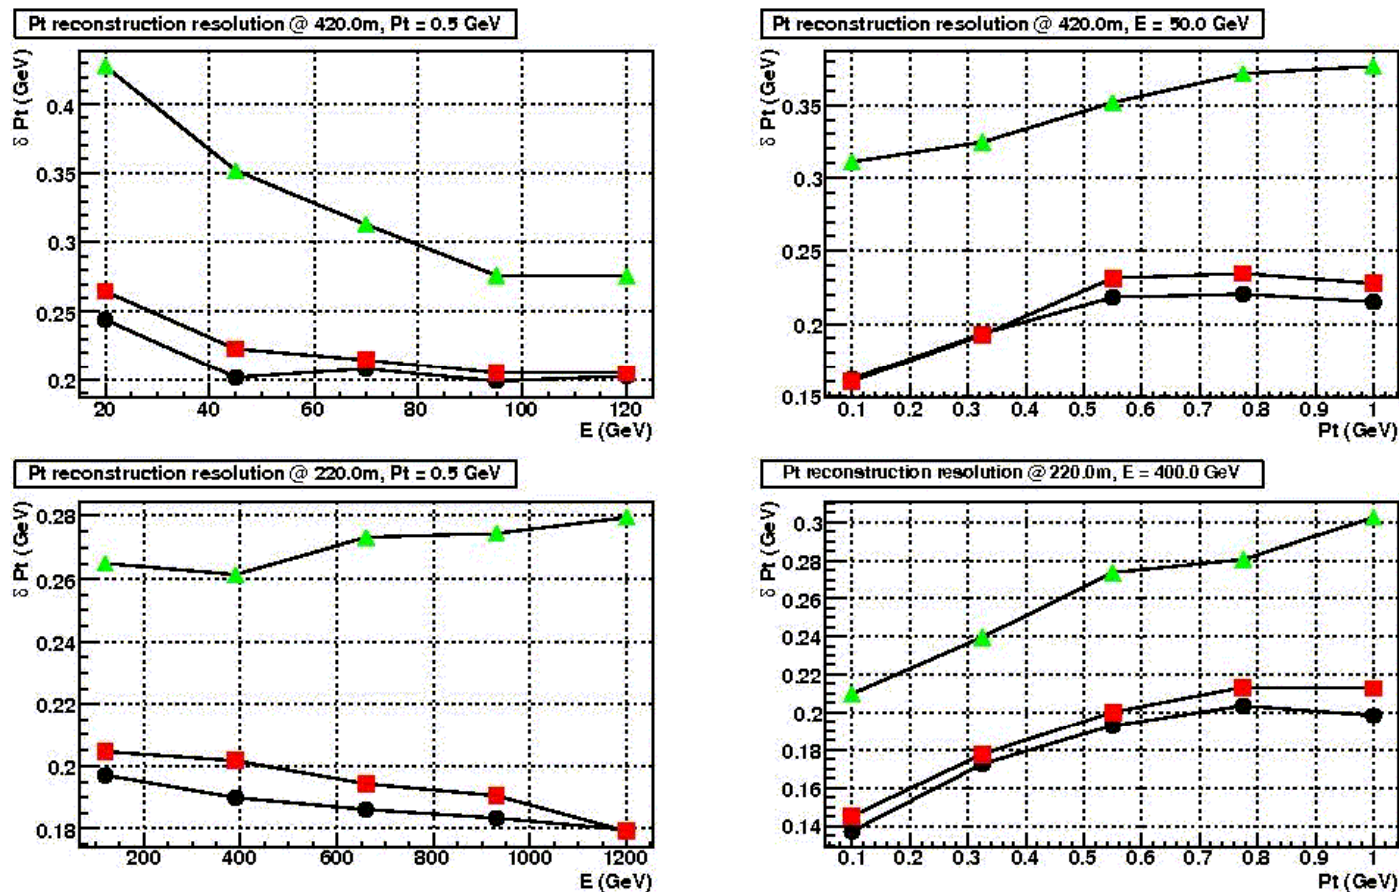 Pt reconstruction resolution @ 420.0m, Pt = 0.5 GeV
δ Pt (GeV)
0.4
0.35
0.3
0.25
0.2
20 40 60 80 100 120
E (GeV)
Pt reconstruction resolution @ 420.0m, E = 50.0 GeV
δ Pt (GeV)
0.35
0.3
0.25
0.2
0.15
0.1 0.2 0.3 0.4 0.5 0.6 0.7 0.8 0.9 1
Pt (GeV)
Pt reconstruction resolution @ 220.0m, Pt = 0.5 GeV
δ Pt (GeV)
0.28
0.26
0.24
0.22
0.2
0.18
200 400 600 800 1000 1200
E (GeV)
Pt reconstruction resolution @ 220.0m, E = 400.0 GeV
δ Pt (GeV)
0.3
0.28
0.26
0.24
0.22
0.2
0.18
0.16
0.14
0.1 0.2 0.3 0.4 0.5 0.6 0.7 0.8 0.9 1
Pt (GeV)